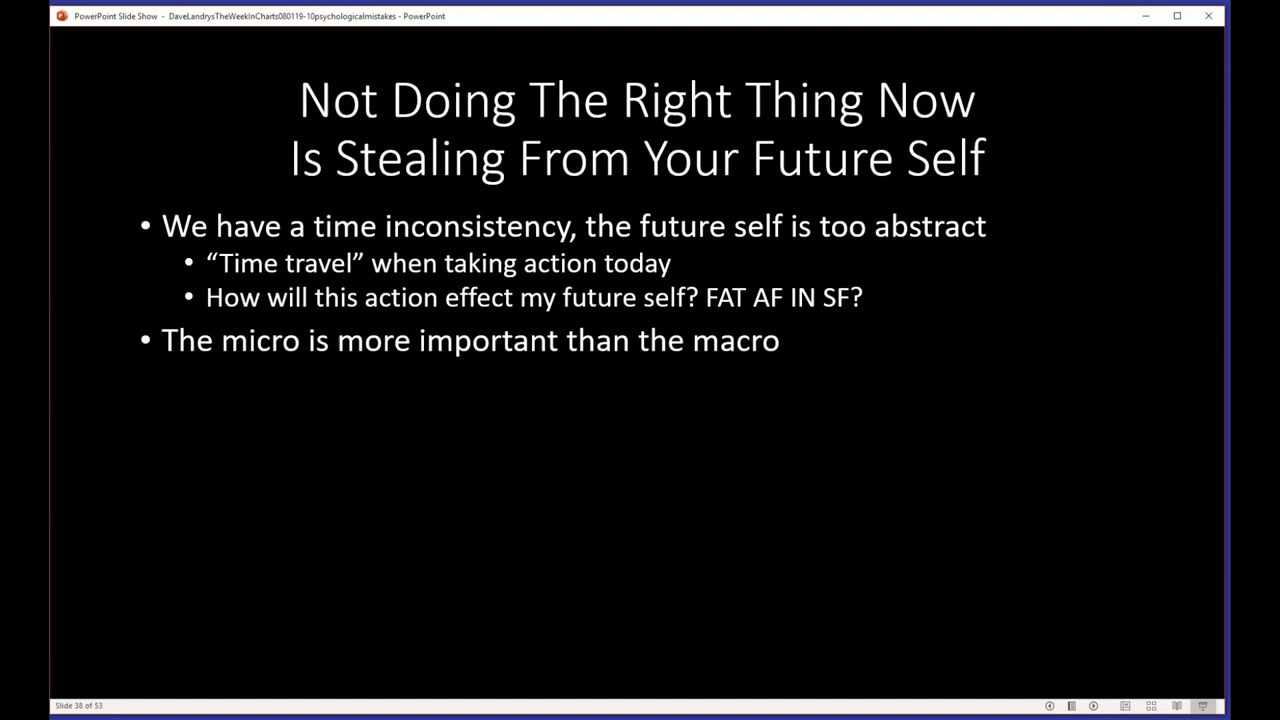 PowerPoint Slide Show - DaveLandrysTheWeekInCharts080119-10psychologicalmistakes - PowerPoint
Not Doing The Right Thing Now
Is Stealing From Your Future Self
• We have a time inconsistency, the future self is too abstract
• “Time travel” when taking action today
• How will this action effect my future self? FAT AF IN SF?
• The micro is more important than the macro
Slide 38 of 53